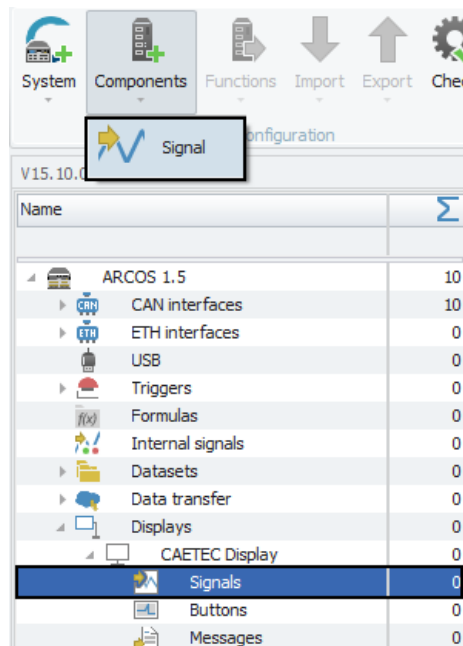 System Components Functions Import Export Che
Signal
onfiguration
V15.10.0
Name Σ
ARCOS 1.5 10
CAN CAN interfaces 10
ETH ETH interfaces 0
USB 0
Triggers 0
f(x) Formulas 0
Internal signals 0
Datasets 0
Data transfer 0
Displays 0
CAETEC Display 0
Signals 0
Buttons 0
Messages 0